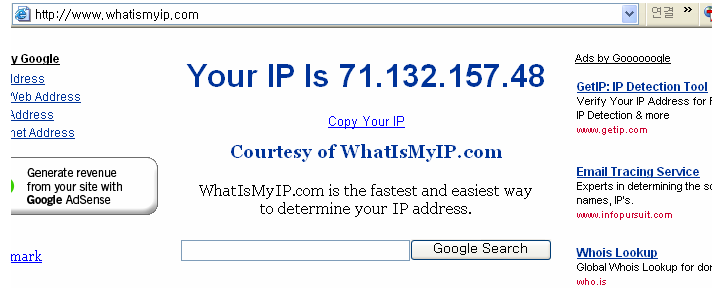 http://www.whatismyip.com
연결
y Google
ldress
Web Address
Address
net Address
Generate revenue
from your site with
Google AdSense
mark
Your IP Is 71.132.157.48
Copy Your IP
Courtesy of WhatIsMyIP.com
WhatIsMyIP.com is the fastest and easiest way
to determine your IP address.
Google Search
Ads by Goooooogle
GetIP: IP Detection Tool
Verify Your IP Address for F
IP Detection & more
www.getip.com
Email Tracing Service
Experts in determining the so
names, IP's.
www.infopursuit.com
Whois Lookup
Global Whois Lookup for dor
who.is